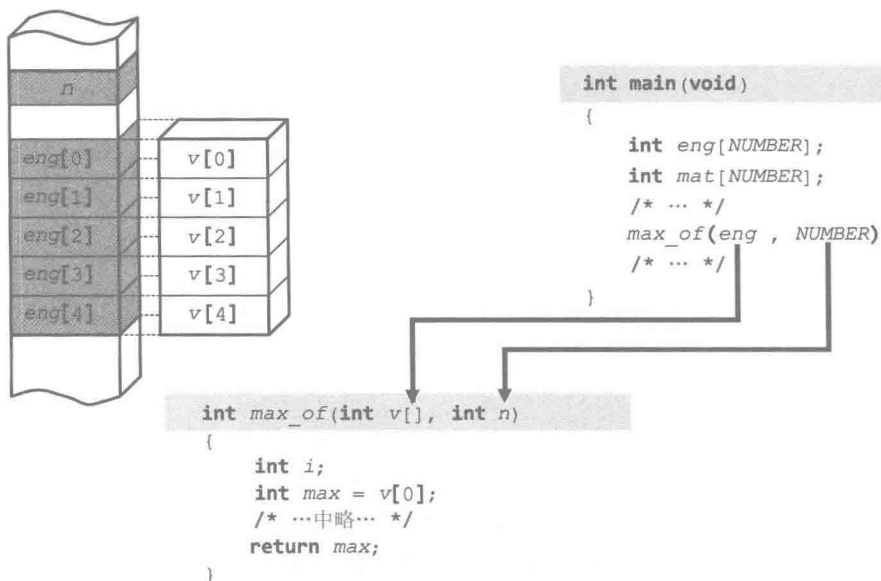 n
eng[0]
eng[1]
eng[2]
eng[3]
eng[4]
v[0]
v[1]
v[2]
v[3]
v[4]
int main(void)
{
int eng[NUMBER];
int mat[NUMBER];
/* … */
max_of(eng , NUMBER)
/* … */
}
int max_of(int v[], int n)
{
int i;
int max = v[0];
/* …中略… */
return max;
}